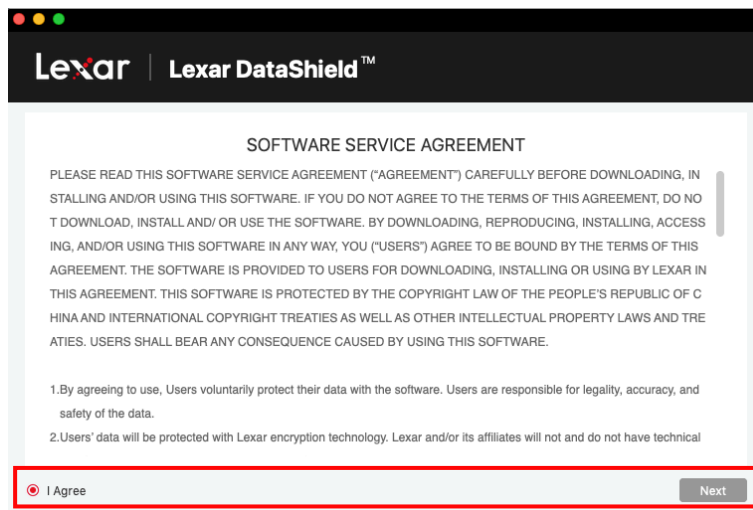 Lexar Lexar DataShield™
SOFTWARE SERVICE AGREEMENT
PLEASE READ THIS SOFTWARE SERVICE AGREEMENT (“AGREEMENT”) CAREFULLY BEFORE DOWNLOADING, IN
STALLING AND/OR USING THIS SOFTWARE. IF YOU DO NOT AGREE TO THE TERMS OF THIS AGREEMENT, DO NO
T DOWNLOAD, INSTALL AND/ OR USE THE SOFTWARE. BY DOWNLOADING, REPRODUCING, INSTALLING, ACCESS
ING, AND/OR USING THIS SOFTWARE IN ANY WAY, YOU (“USERS”) AGREE TO BE BOUND BY THE TERMS OF THIS
AGREEMENT. THE SOFTWARE IS PROVIDED TO USERS FOR DOWNLOADING, INSTALLING OR USING BY LEXAR IN
THIS AGREEMENT. THIS SOFTWARE IS PROTECTED BY THE COPYRIGHT LAW OF THE PEOPLE'S REPUBLIC OF C
HINA AND INTERNATIONAL COPYRIGHT TREATIES AS WELL AS OTHER INTELLECTUAL PROPERTY LAWS AND TRE
ATIES. USERS SHALL BEAR ANY CONSEQUENCE CAUSED BY USING THIS SOFTWARE.
1.By agreeing to use, Users voluntarily protect their data with the software. Users are responsible for legality, accuracy, and
safety of the data.
2.Users' data will be protected with Lexar encryption technology. Lexar and/or its affiliates will not and do not have technical
I Agree
Next